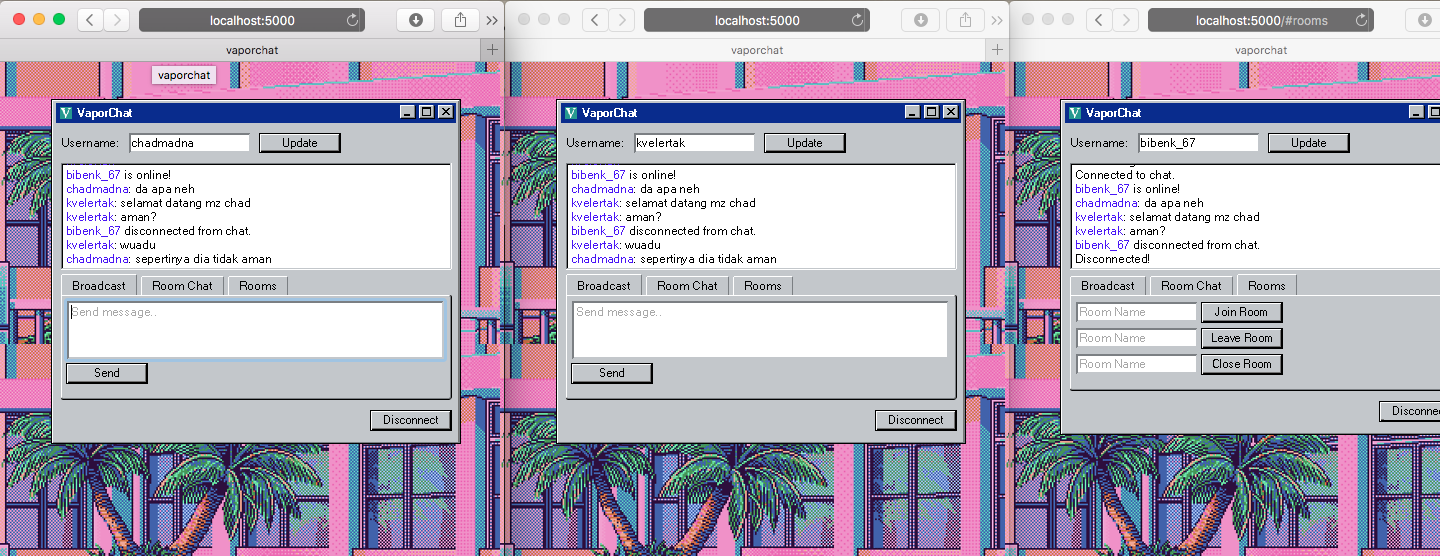 localhost:5000
vaporchat
vaporchat
VaporChat
Username: chadmadna Update
bibenk_67 is online!
chadmadna: da apa neh
kvelertak: selamat datang mz chad
kvelertak: aman?
bibenk_67 disconnected from chat.
kvelertak: wuadu
chadmadna: sepertinya dia tidak aman
Broadcast Room Chat Rooms
Send message..
Send
Disconnect
localhost:5000
vaporchat
VaporChat
Username: kvelertak Update
bibenk_67 is online!
chadmadna: da apa neh
kvelertak: selamat datang mz chad
kvelertak: aman?
bibenk_67 disconnected from chat.
kvelertak: wuadu
chadmadna: sepertinya dia tidak aman
Broadcast Room Chat Rooms
Send message..
Send
Disconnect
localhost:5000/#rooms
vaporchat
VaporChat
Username: bibenk_67 Update
Connected to chat.
bibenk_67 is online!
chadmadna: da apa neh
kvelertak: selamat datang mz chad
kvelertak: aman?
bibenk_67 disconnected from chat.
Disconnected!
Broadcast Room Chat Rooms
Room Name Join Room
Room Name Leave Room
Room Name Close Room
Disconnec